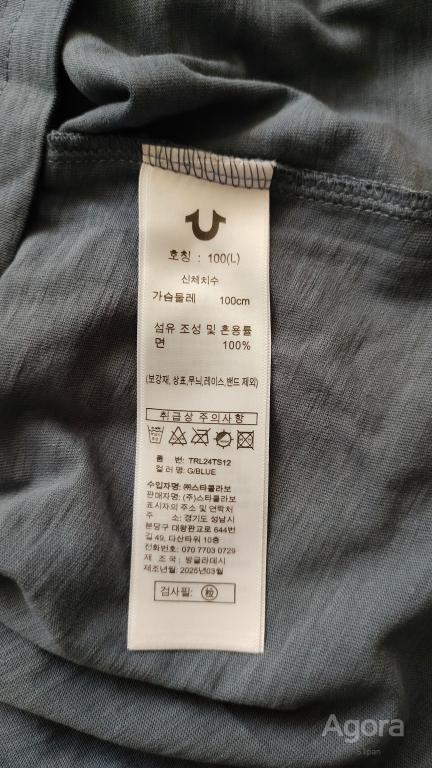 호칭 : 100(L)
신체치수
가슴둘레 100cm
섬유 조성 및 혼용률
면 100%
(보강재, 상표,무늬,레이스,밴드 제외)
취급상 주의사항
품 번: TRL24TS12
컬 러 명: G/BLUE
수입자명: ㈜스타콜라보
판매자명: (주)스타콜라보
표시자의 주소 및 연락처
주 소: 경기도 성남시
분당구 대왕판교로 644번
길 49, 다산타워 10층
전화번호: 070 7703 0729
제 조 국: 방글라데시
제조년월: 2025년03월
검사필:
Agora